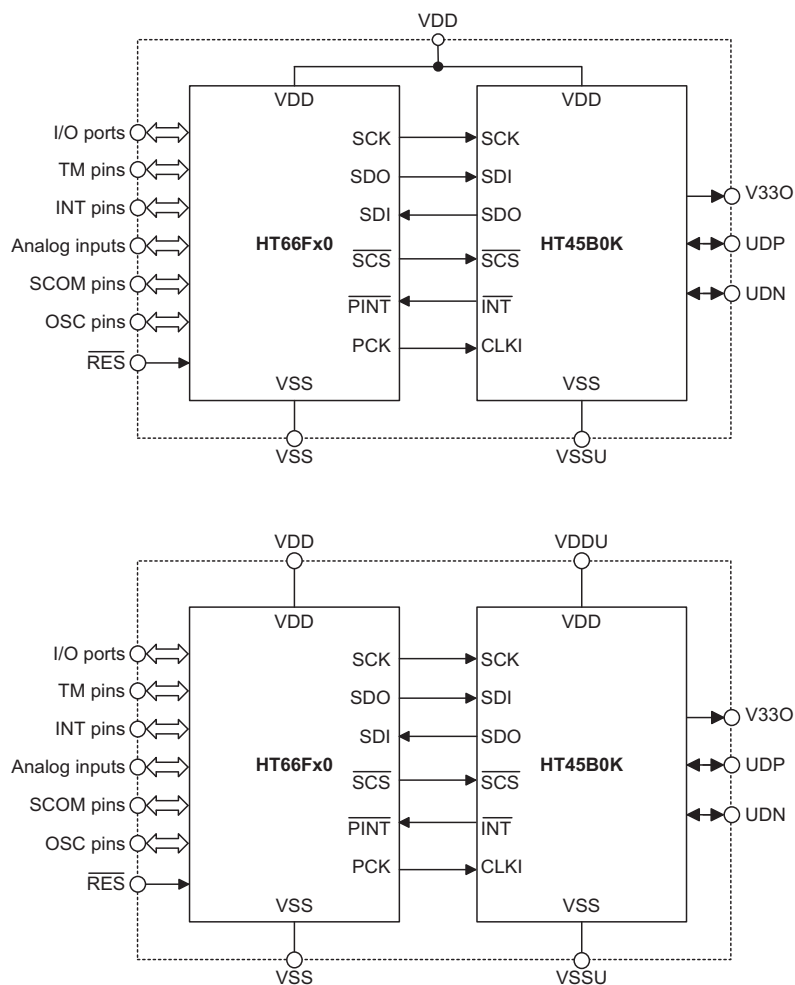 VDD
VDD
VDD
I/O ports
SCK
SCK
TM pins
SDO
SDI
V33O
INT pins
SDI
SDO
Analog inputs
HT66Fx0
HT45B0K
UDP
SCOM pins
SCS
SCS
UDN
OSC pins
PINT
INT
RES
PCK
CLKI
VSS
VSS
VSS
VSSU
VDD
VDDU
VDD
VDD
I/O ports
SCK
SCK
TM pins
SDO
SDI
V33O
INT pins
SDI
SDO
Analog inputs
HT66Fx0
HT45B0K
UDP
SCOM pins
SCS
SCS
UDN
OSC pins
PINT
INT
RES
PCK
CLKI
VSS
VSS
VSS
VSSU